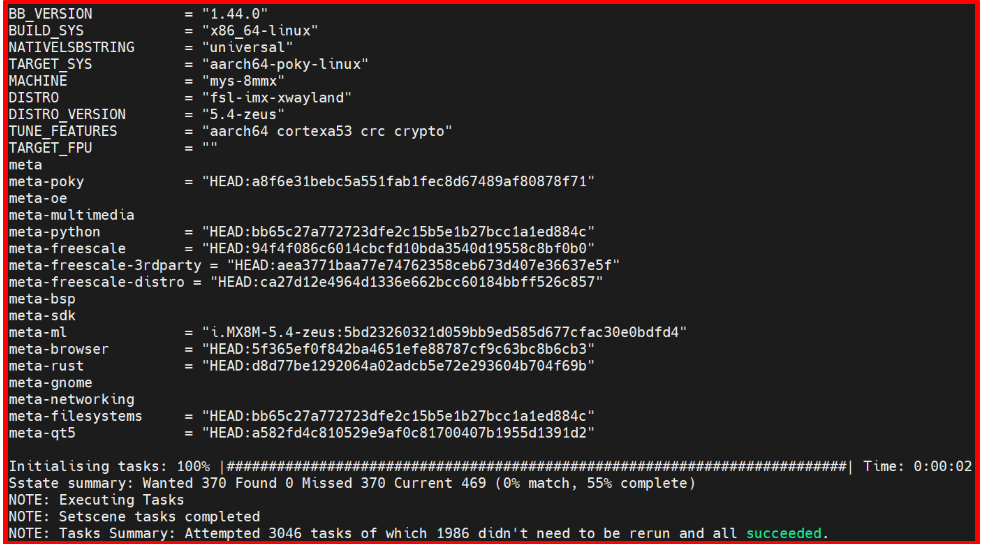 BB_VERSION           = "1.44.0"
BUILD_SYS            = "x86_64-linux"
NATIVELSBSTRING      = "universal"
TARGET_SYS           = "aarch64-poky-linux"
MACHINE              = "mys-8mmx"
DISTRO               = "fsl-imx-xwayland"
DISTRO_VERSION       = "5.4-zeus"
TUNE_FEATURES        = "aarch64 cortexa53 crc crypto"
TARGET_FPU           = ""
meta
meta-poky            = "HEAD:a8f6e31bebc5a551fab1fec8d67489af80878f71"
meta-oe
meta-multimedia
meta-python          = "HEAD:bb65c27a772723dfe2c15b5e1b27bcc1a1ed884c"
meta-freescale       = "HEAD:94f4f086c6014cbcfd10bda3540d19558c8bf0b0"
meta-freescale-3rdparty = "HEAD:aea3771baa77e74762358ceb673d407e36637e5f"
meta-freescale-distro = "HEAD:ca27d12e4964d1336e662bcc60184bbff526c857"
meta-bsp
meta-sdk
meta-ml              = "i.MX8M-5.4-zeus:5bd23260321d059bb9ed585d677cfac30e0bdfd4"
meta-browser         = "HEAD:5f365ef0f842ba4651efe88787cf9c63bc8b6cb3"
meta-rust            = "HEAD:d8d77be1292064a02adcb5e72e293604b704f69b"
meta-gnome
meta-networking
meta-filesystems     = "HEAD:bb65c27a772723dfe2c15b5e1b27bcc1a1ed884c"
meta-qt5             = "HEAD:a582fd4c810529e9af0c81700407b1955d1391d2"
Initialising tasks: 100% |##########################################################################| Time: 0:00:02
Sstate summary: Wanted 370 Found 0 Missed 370 Current 469 (0% match, 55% complete)
NOTE: Executing Tasks
NOTE: Setscene tasks completed
NOTE: Tasks Summary: Attempted 3046 tasks of which 1986 didn't need to be rerun and all succeeded.